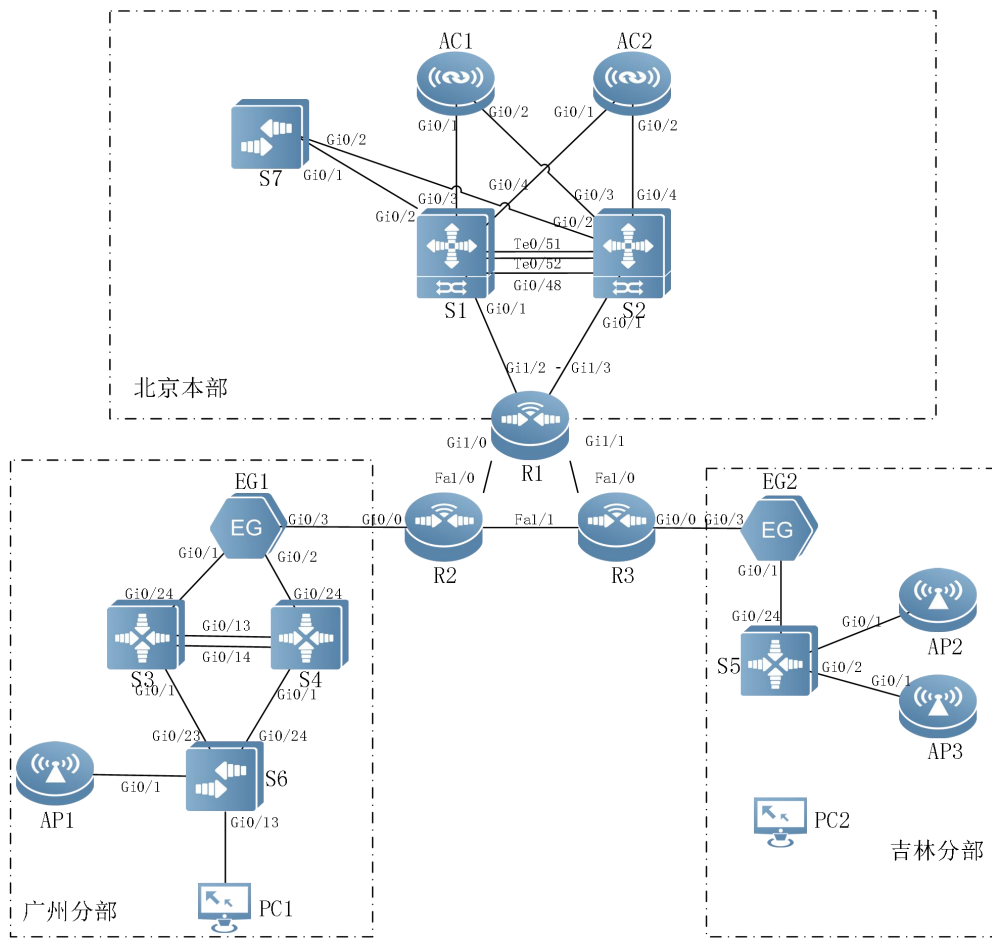 AC1
AC2
Gi0/2
Gi0/1
Gi0/1
Gi0/2
Gi0/2
S7
Gi0/1
Gi0/4
Gi0/3
Gi0/3
Gi0/4
Gi0/2
Gi0/2
Te0/51
Te0/52
Gi0/48
S1
Gi0/1
S2
Gi0/1
Gi1/2 - Gi1/3
北京本部
R1
Gi1/0
Gi1/1
Fa1/0
Fa1/0
EG1
EG
Gi0/3
Gi0/0
Fa1/1
Gi0/0
Gi0/3
EG2
EG
R2
R3
Gi0/1
Gi0/2
Gi0/1
Gi0/24
Gi0/24
Gi0/13
Gi0/14
S3
S4
Gi0/1
Gi0/1
Gi0/24
Gi0/1
AP2
S5
Gi0/2
Gi0/1
AP3
Gi0/23
Gi0/24
S6
Gi0/1
AP1
Gi0/13
PC1
广州分部
PC2
吉林分部